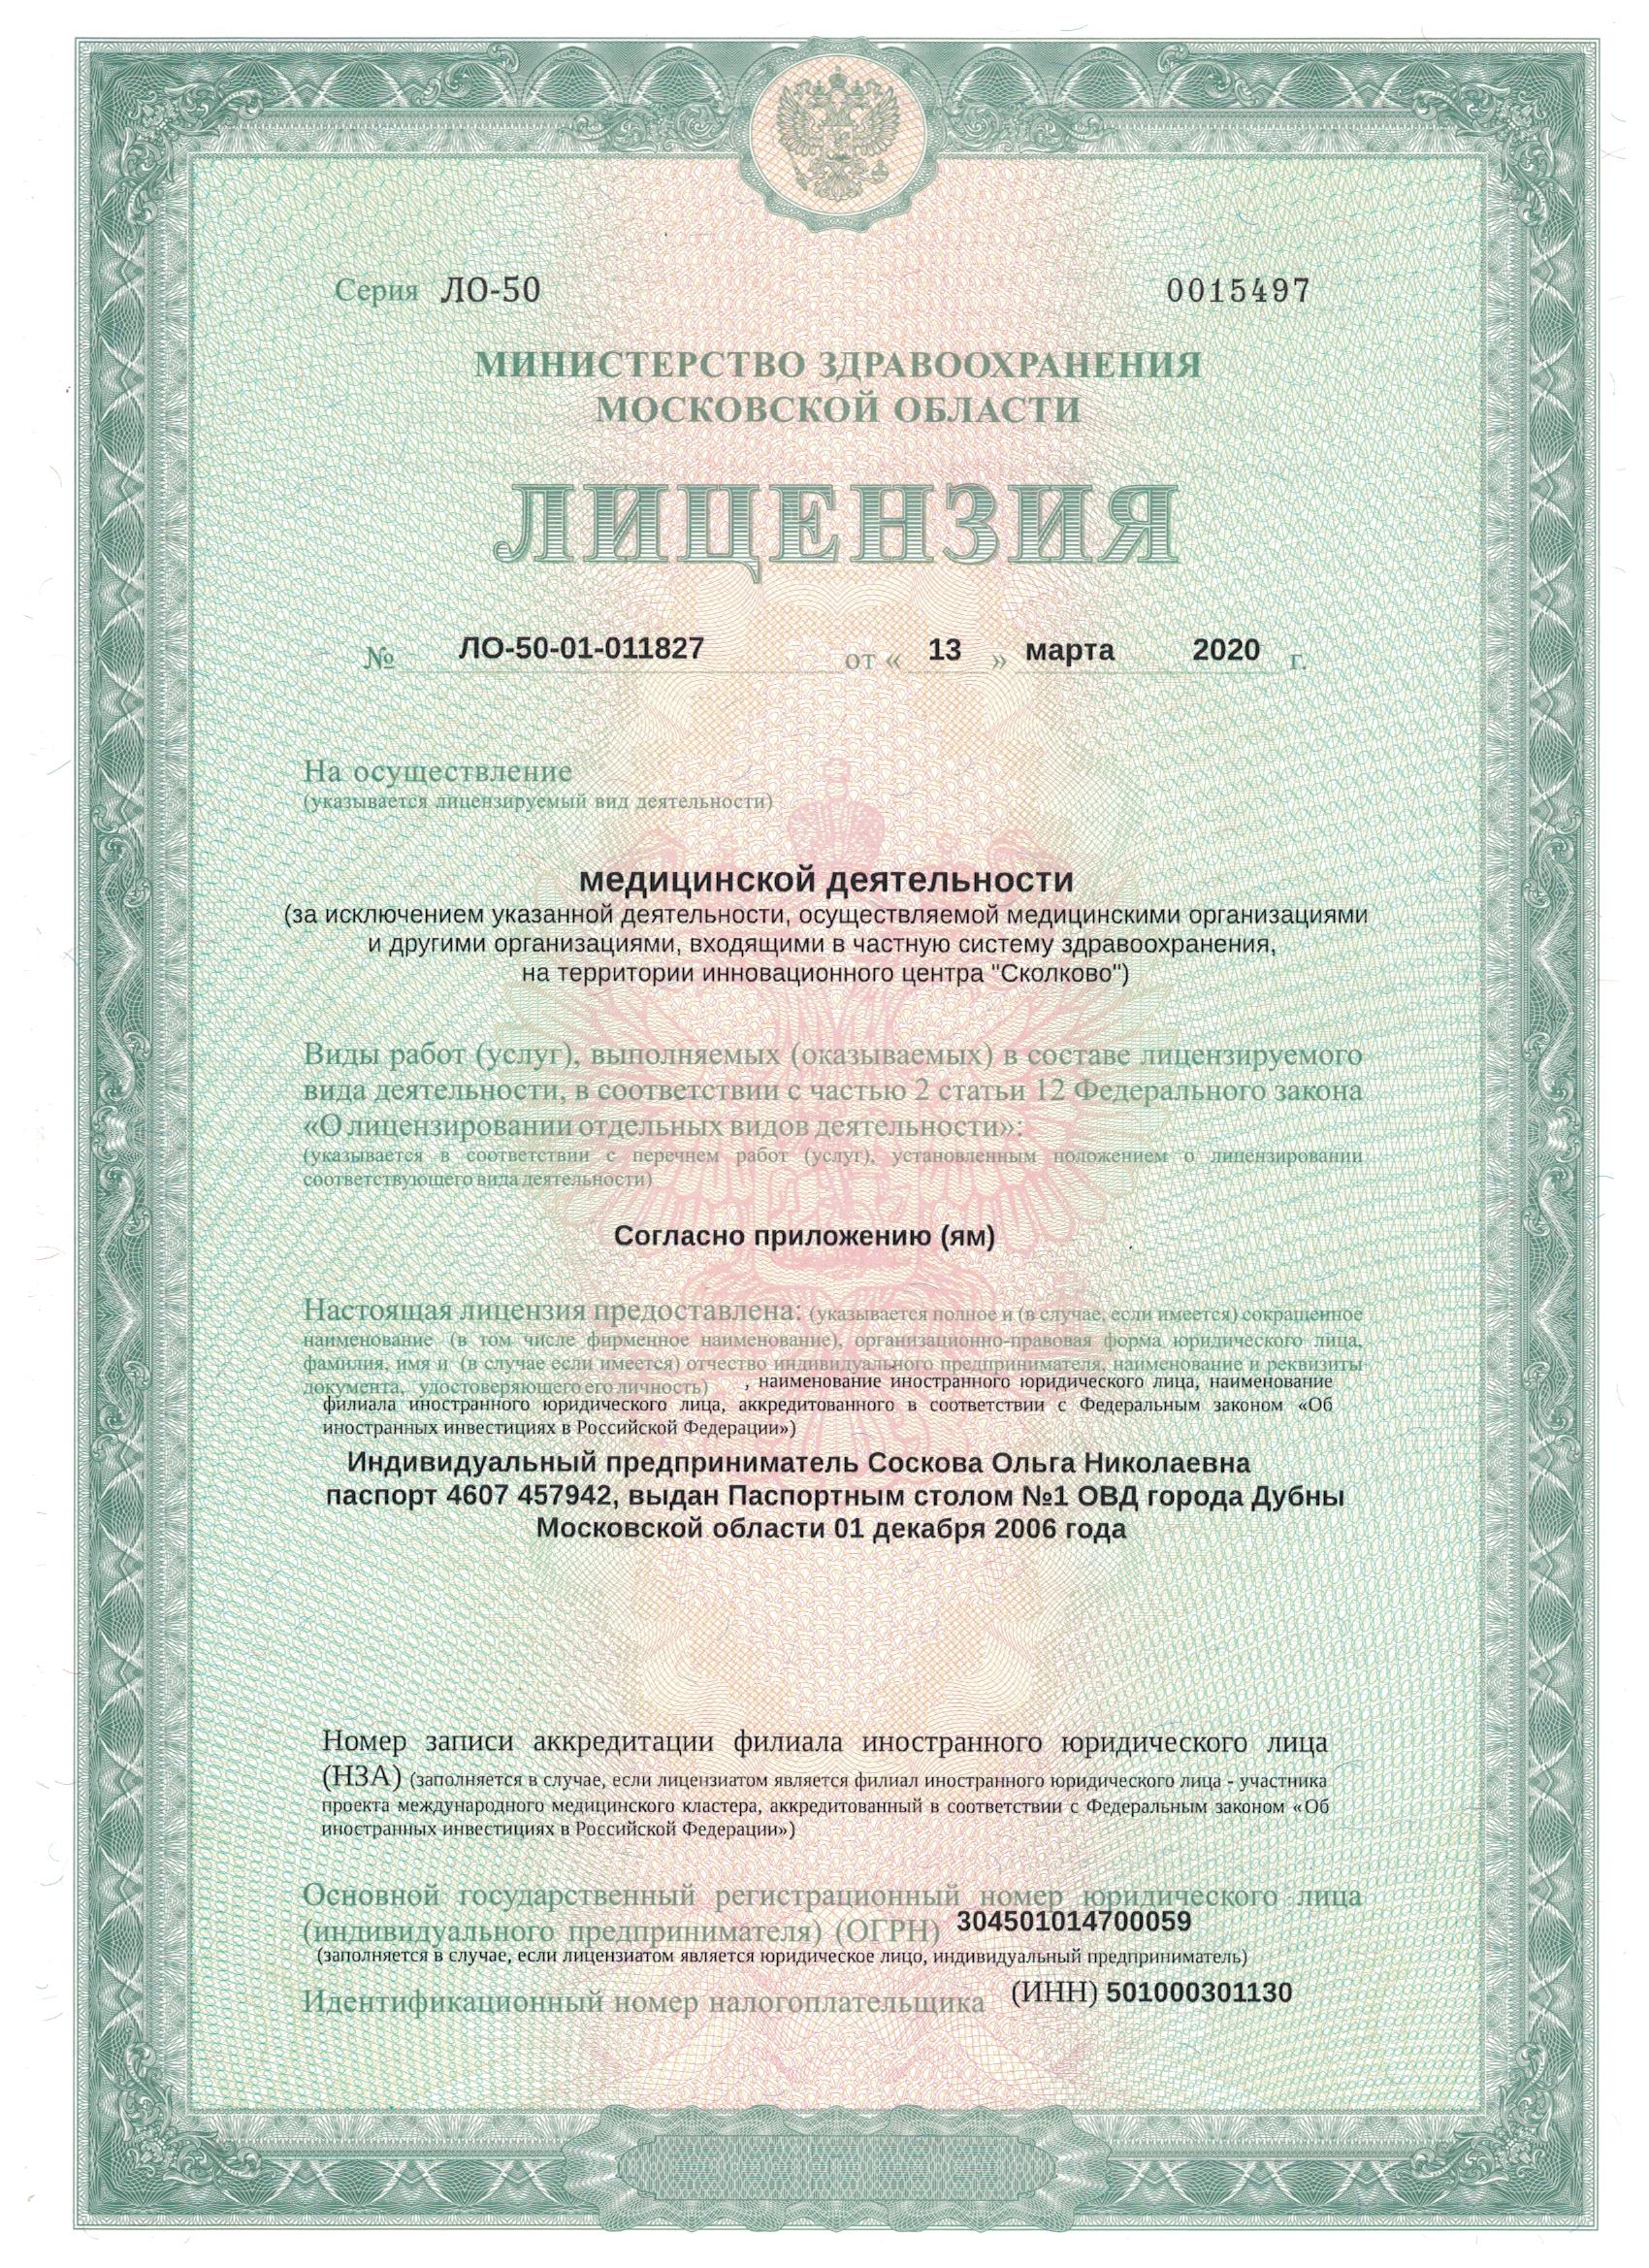 Серия ЛО-50 0015497
МИНИСТЕРСТВО ЗДРАВООХРАНЕНИЯ
МОСКОВСКОЙ ОБЛАСТИ
ЛИЦЕНЗИЯ
№ ЛО-50-01-011827 от « 13 » марта 2020 г.
На осуществление
(указывается лицензируемый вид деятельности)
медицинской деятельности
(за исключением указанной деятельности, осуществляемой медицинскими организациями
и другими организациями, входящими в частную систему здравоохранения,
на территории инновационного центра "Сколково")
Виды работ (услуг), выполняемых (оказываемых) в составе лицензируемого
вида деятельности, в соответствии с частью 2 статьи 12 Федерального закона
«О лицензировании отдельных видов деятельности»:
(указывается в соответствии с перечнем работ (услуг), установленным положением о лицензировании
соответствующего вида деятельности)
Согласно приложению (ям)
Настоящая лицензия предоставлена: (указывается полное и (в случае, если имеется) сокращенное
наименование (в том числе фирменное наименование), организационно-правовая форма юридического лица,
фамилия, имя и (в случае если имеется) отчество индивидуального предпринимателя, наименование и реквизиты
документа, удостоверяющего его личность) , наименование иностранного юридического лица, наименование
филиала иностранного юридического лица, аккредитованного в соответствии с Федеральным законом «Об
иностранных инвестициях в Российской Федерации»)
Индивидуальный предприниматель Соскова Ольга Николаевна
паспорт 4607 457942, выдан Паспортным столом №1 ОВД города Дубны
Московской области 01 декабря 2006 года
Номер записи аккредитации филиала иностранного юридического лица
(НЗА) (заполняется в случае, если лицензиатом является филиал иностранного юридического лица - участника
проекта международного медицинского кластера, аккредитованный в соответствии с Федеральным законом «Об
иностранных инвестициях в Российской Федерации»)
Основной государственный регистрационный номер юридического лица
(индивидуального предпринимателя) (ОГРН) 304501014700059
(заполняется в случае, если лицензиатом является юридическое лицо, индивидуальный предприниматель)
Идентификационный номер налогоплательщика (ИНН) 501000301130